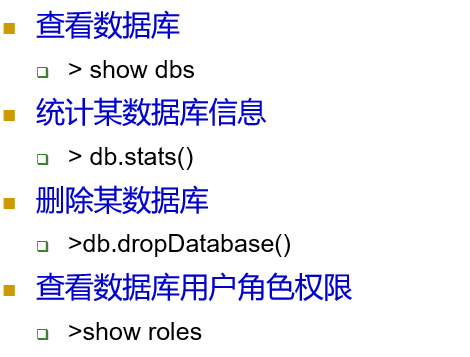 查看数据库
> show dbs
统计某数据库信息
> db.stats()
删除某数据库
>db.dropDatabase()
查看数据库用户角色权限
>show roles